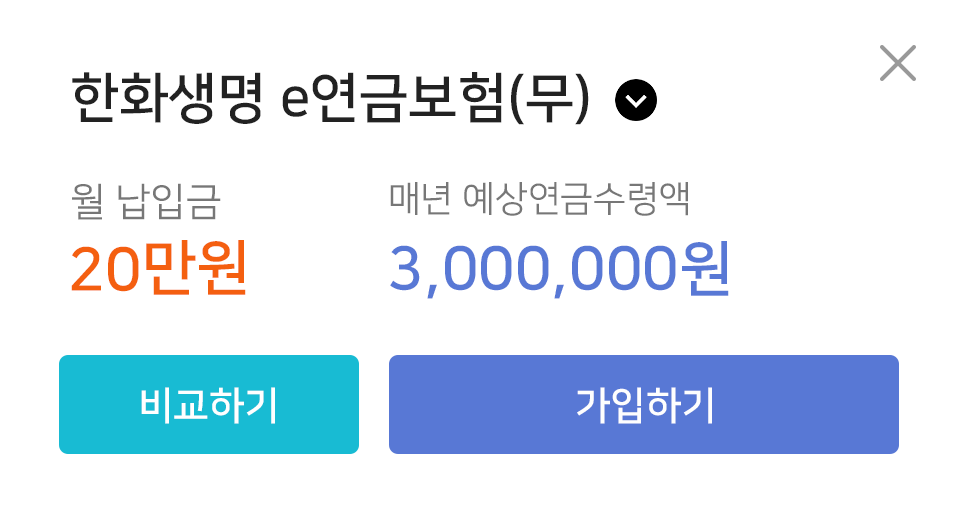 한화생명 e연금보험(무)
월 납입금
매년 예상연금수령액
20만원
3,000,000원
비교하기
가입하기